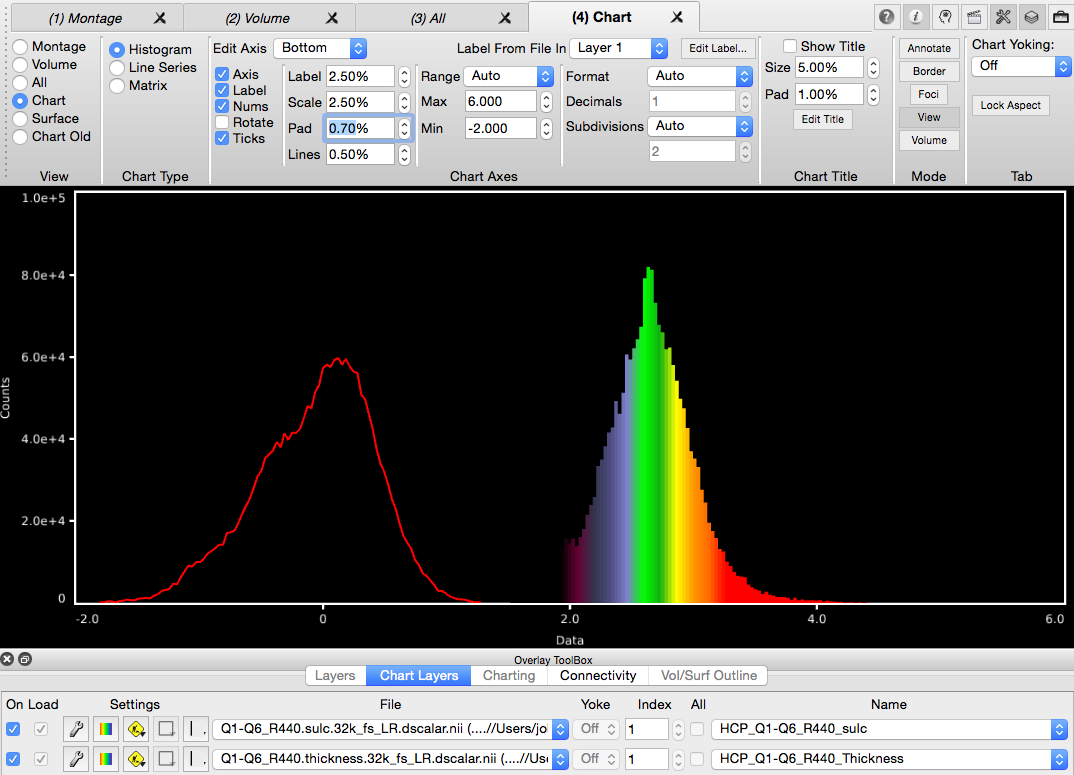 (1) Montage (2) Volume (3) All (4) Chart
Montage
Volume
All
Chart
Surface
Chart Old
View
Histogram
Line Series
Matrix
Chart Type
Edit Axis Bottom Label From File In Layer 1 Edit Label...
Axis
Label
Nums
Rotate
Ticks
Label 2.50%
Scale 2.50%
Pad 0.70%
Lines 0.50%
Range Auto
Max 6.000
Min -2.000
Format Auto
Decimals 1
Subdivisions Auto
2
Chart Axes
Show Title
Size 5.00%
Pad 1.00%
Edit Title
Chart Title
Annotate
Border
Foci
View
Volume
Mode
Chart Yoking:
Off
Lock Aspect
Tab
1.0e+5
8.0e+4
6.0e+4
4.0e+4
2.0e+4
0
Counts
-2.0 0 2.0 4.0 6.0
Data
Overlay ToolBox
Layers Chart Layers Charting Connectivity Vol/Surf Outline
On Load Settings File Yoke Index All Name
Q1-Q6_R440.sulc.32k_fs_LR.dscalar.nii (....//Users/jo Off 1 HCP_Q1-Q6_R440_sulc
Q1-Q6_R440.thickness.32k_fs_LR.dscalar.nii (....//Use Off 1 HCP_Q1-Q6_R440_Thickness